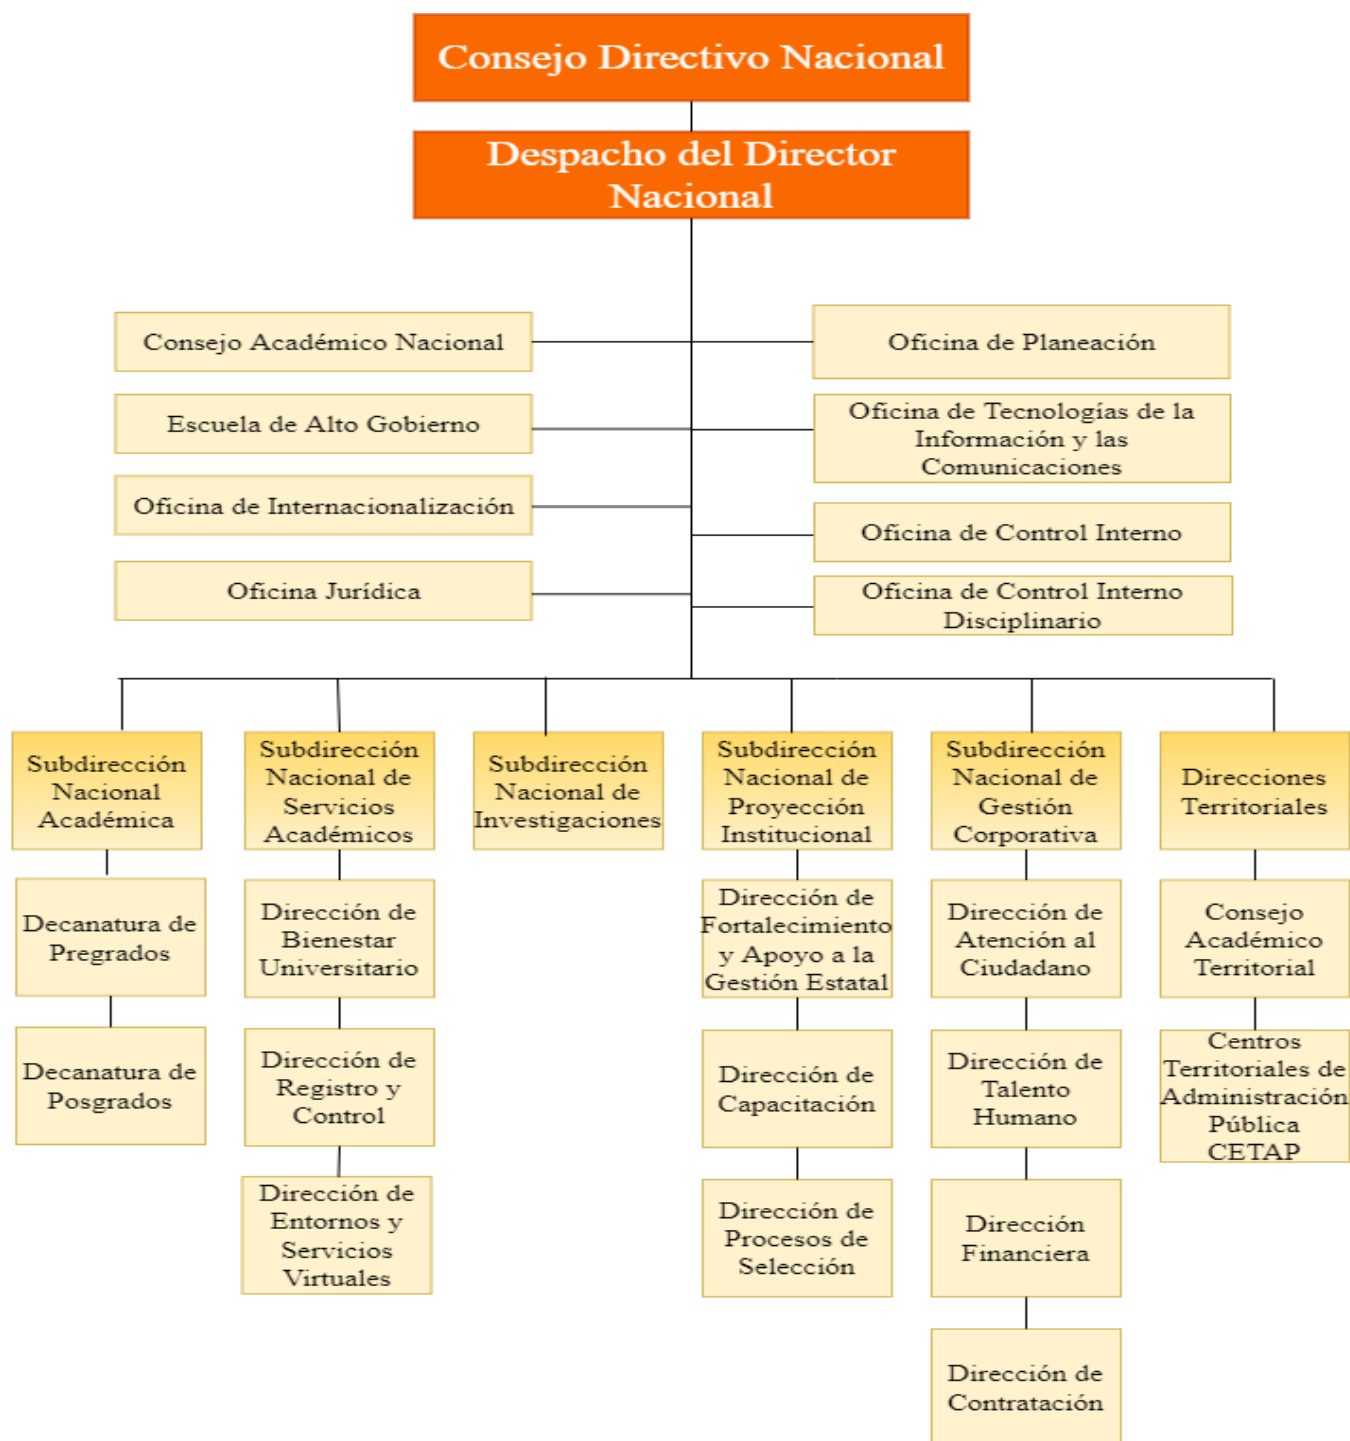 Consejo Directivo Nacional
Despacho del Director
Nacional
Consejo Académico Nacional
Oficina de Planeación
Escuela de Alto Gobierno
Oficina de Tecnologías de la
Información y las
Comunicaciones
Oficina de Internacionalización
Oficina de Control Interno
Oficina Jurídica
Oficina de Control Interno
Disciplinario
Subdirección
Nacional
Académica
Decanatura de
Pregrados
Decanatura de
Posgrados
Subdirección
Nacional de
Servicios
Académicos
Dirección de
Bienestar
Universitario
Dirección de
Registro y
Control
Dirección de
Entornos y
Servicios
Virtuales
Subdirección
Nacional de
Investigaciones
Subdirección
Nacional de
Proyección
Institucional
Dirección de
Fortalecimiento
y Apoyo a la
Gestión Estatal
Dirección de
Capacitación
Dirección de
Procesos de
Selección
Subdirección
Nacional de
Gestión
Corporativa
Dirección de
Atención al
Ciudadano
Dirección de
Talento
Humano
Dirección
Financiera
Dirección de
Contratación
Direcciones
Territoriales
Consejo
Académico
Territorial
Centros
Territoriales de
Administración
Pública
CETAP